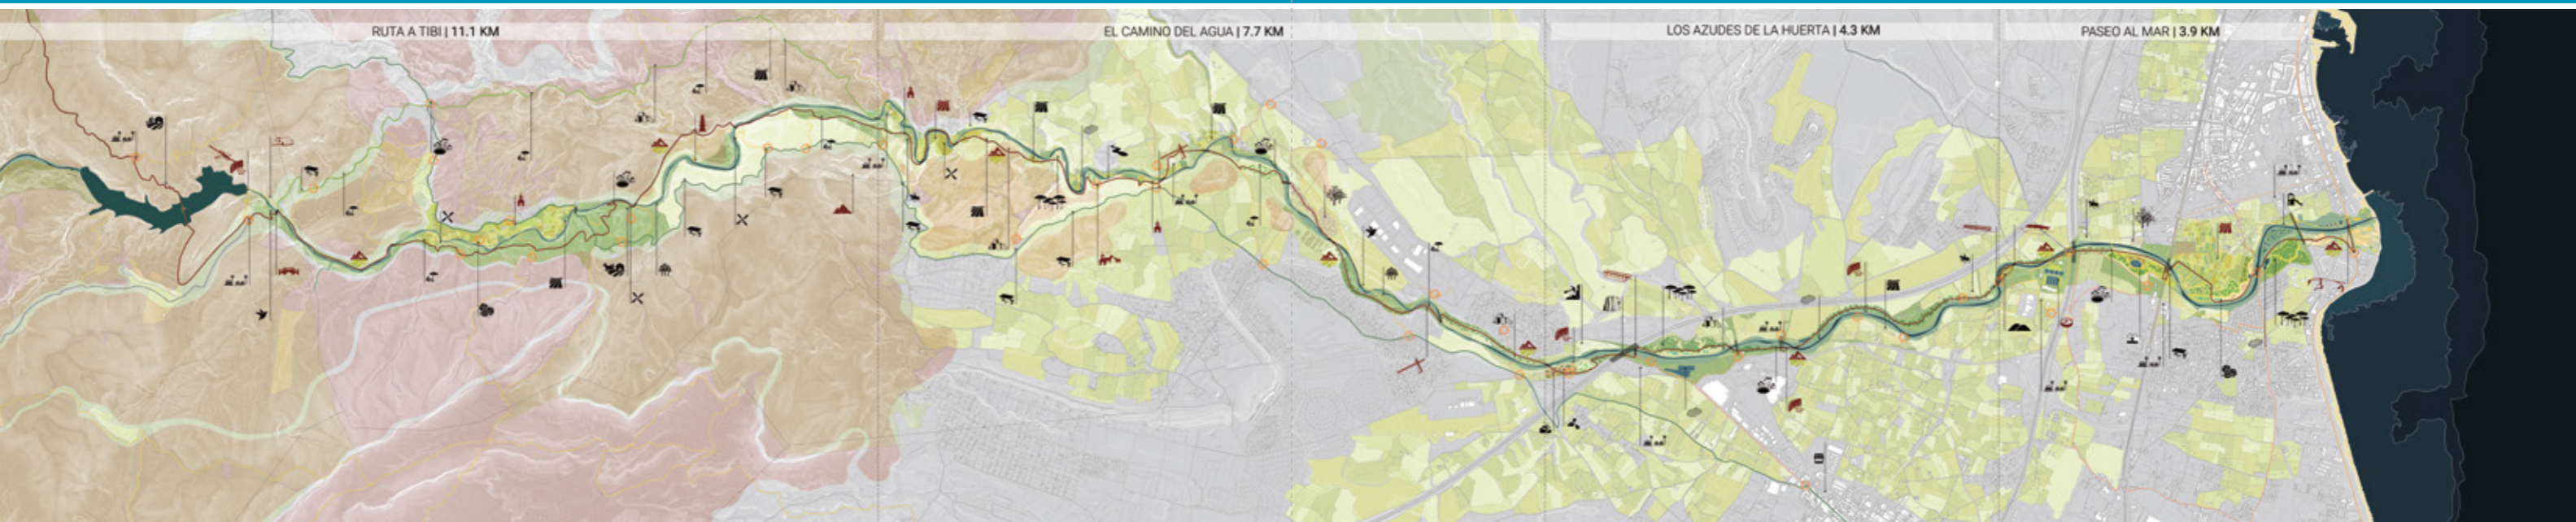 RUTA A TIBI | 11.1 KM
EL CAMINO DEL AGUA | 7.7 KM
LOS AZUDES DE LA HUERTA | 4.3 KM
PASEO AL MAR | 3.9 KM